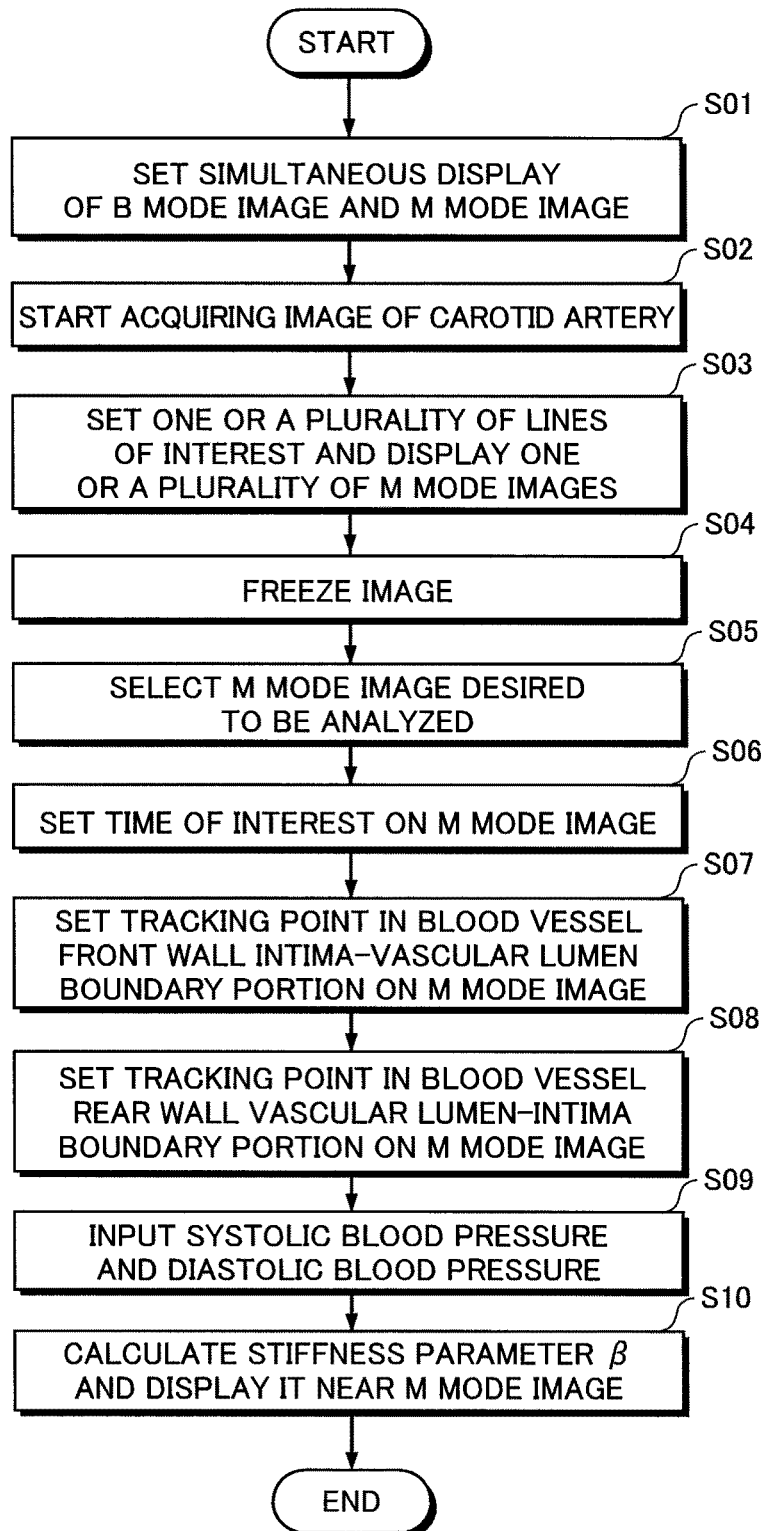 START
S01
SET SIMULTANEOUS DISPLAY
OF B MODE IMAGE AND M MODE IMAGE
S02
START ACQUIRING IMAGE OF CAROTID ARTERY
S03
SET ONE OR A PLURALITY OF LINES
OF INTEREST AND DISPLAY ONE
OR A PLURALITY OF M MODE IMAGES
S04
FREEZE IMAGE
S05
SELECT M MODE IMAGE DESIRED
TO BE ANALYZED
S06
SET TIME OF INTEREST ON M MODE IMAGE
S07
SET TRACKING POINT IN BLOOD VESSEL
FRONT WALL INTIMA-VASCULAR LUMEN
BOUNDARY PORTION ON M MODE IMAGE
S08
SET TRACKING POINT IN BLOOD VESSEL
REAR WALL VASCULAR LUMEN-INTIMA
BOUNDARY PORTION ON M MODE IMAGE
S09
INPUT SYSTOLIC BLOOD PRESSURE
AND DIASTOLIC BLOOD PRESSURE
S10
CALCULATE STIFFNESS PARAMETER β
AND DISPLAY IT NEAR M MODE IMAGE
END